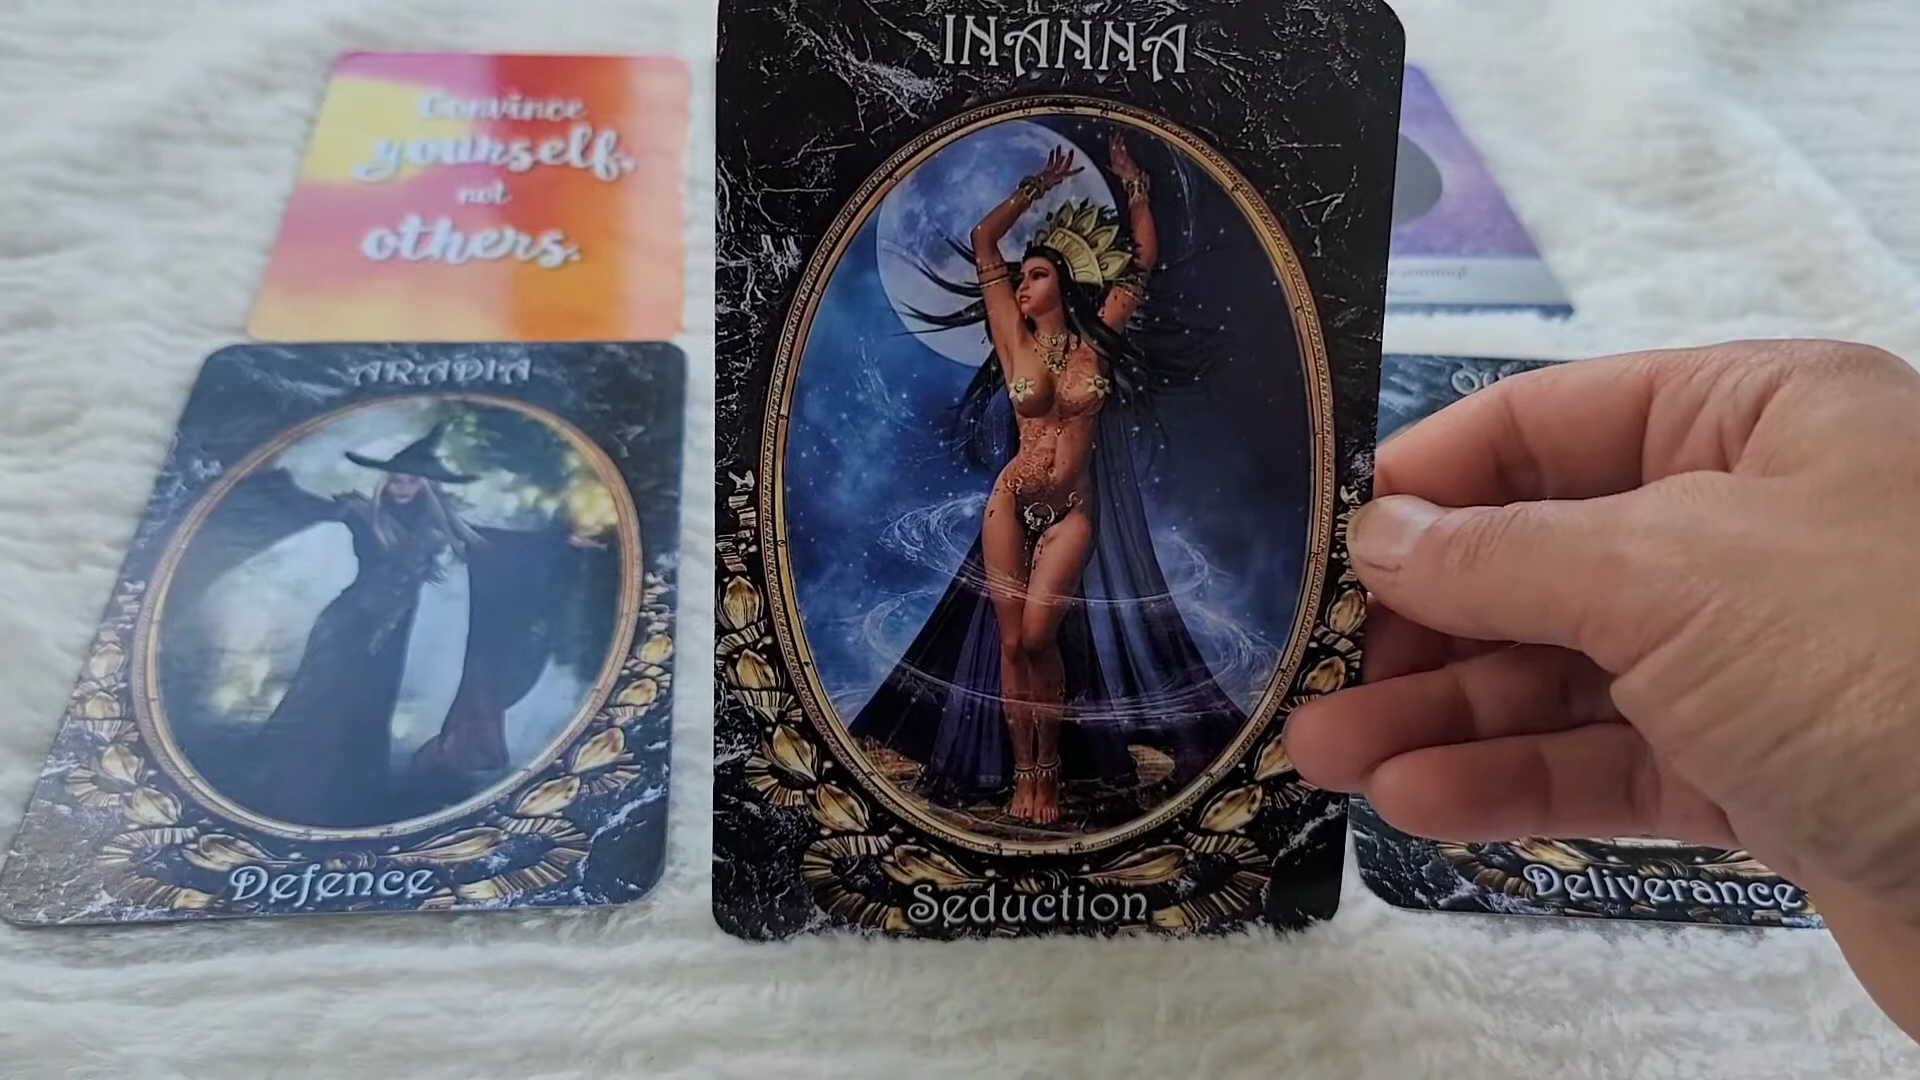 INANNA
Seduction
Convince
yourself,
not
others.
ARADIA
Defence
Deliverance